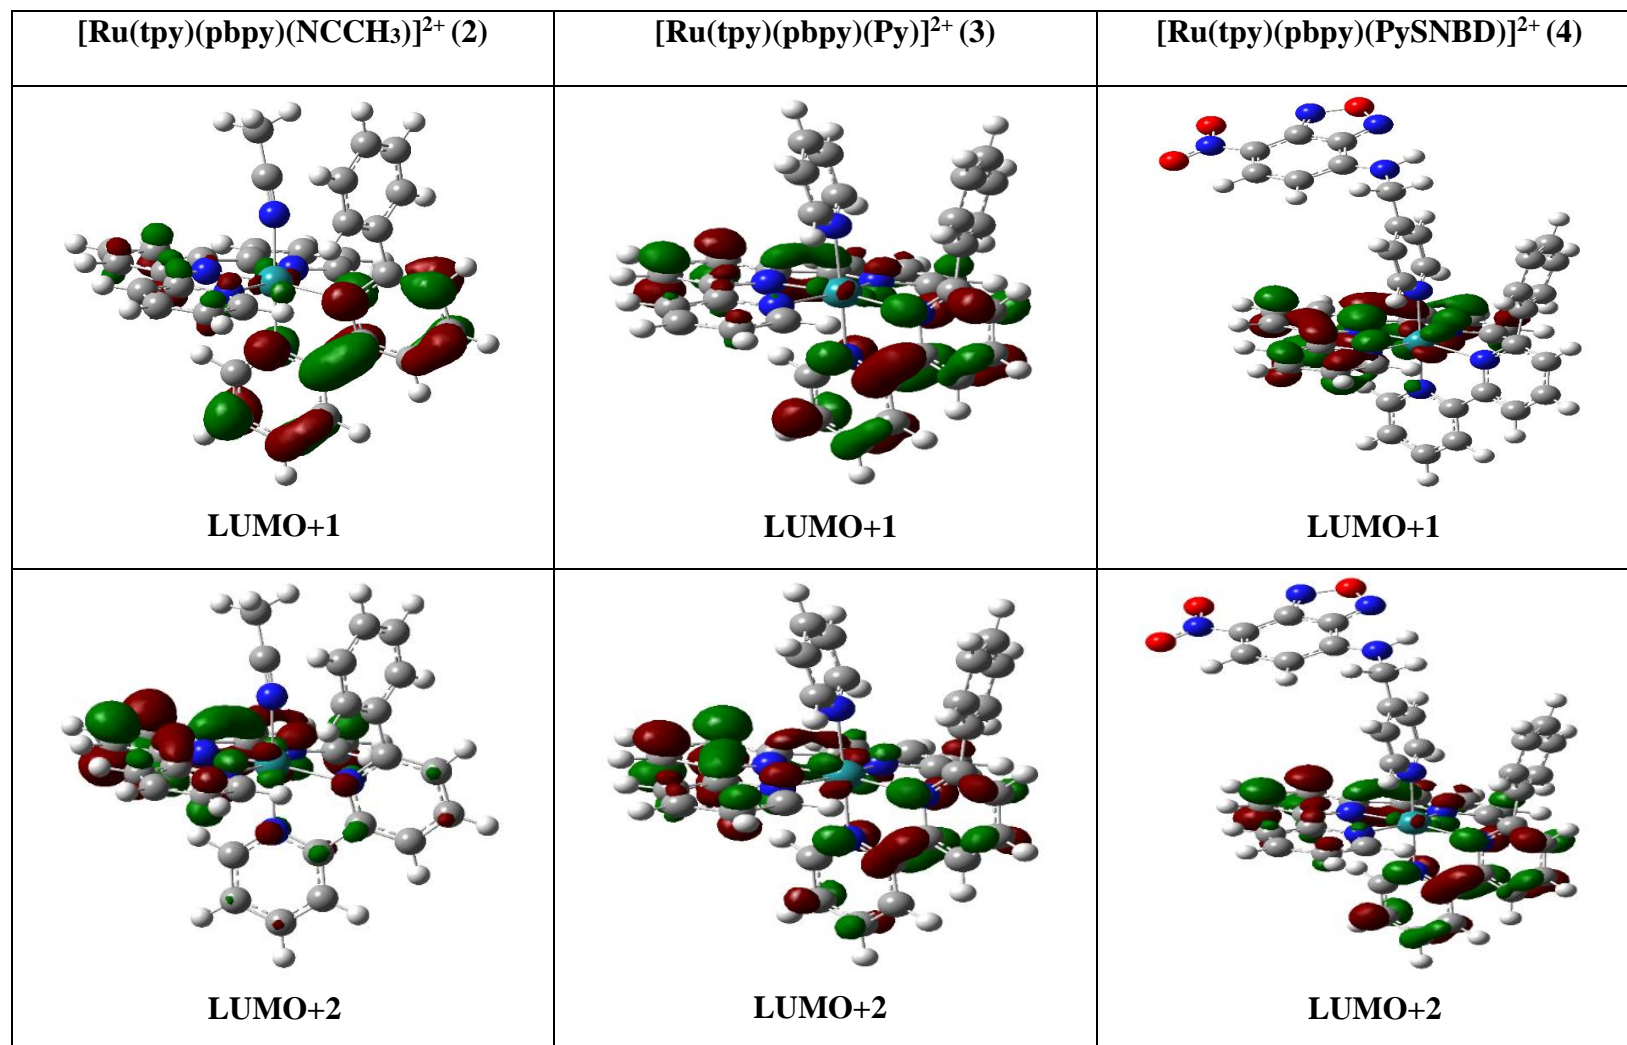 [Ru(tpy)(pbpy)(NCCH₃)]²⁺ (2)
[Ru(tpy)(pbpy)(Py)]²⁺ (3)
[Ru(tpy)(pbpy)(PySNBD)]²⁺ (4)
LUMO+1
LUMO+1
LUMO+1
LUMO+2
LUMO+2
LUMO+2